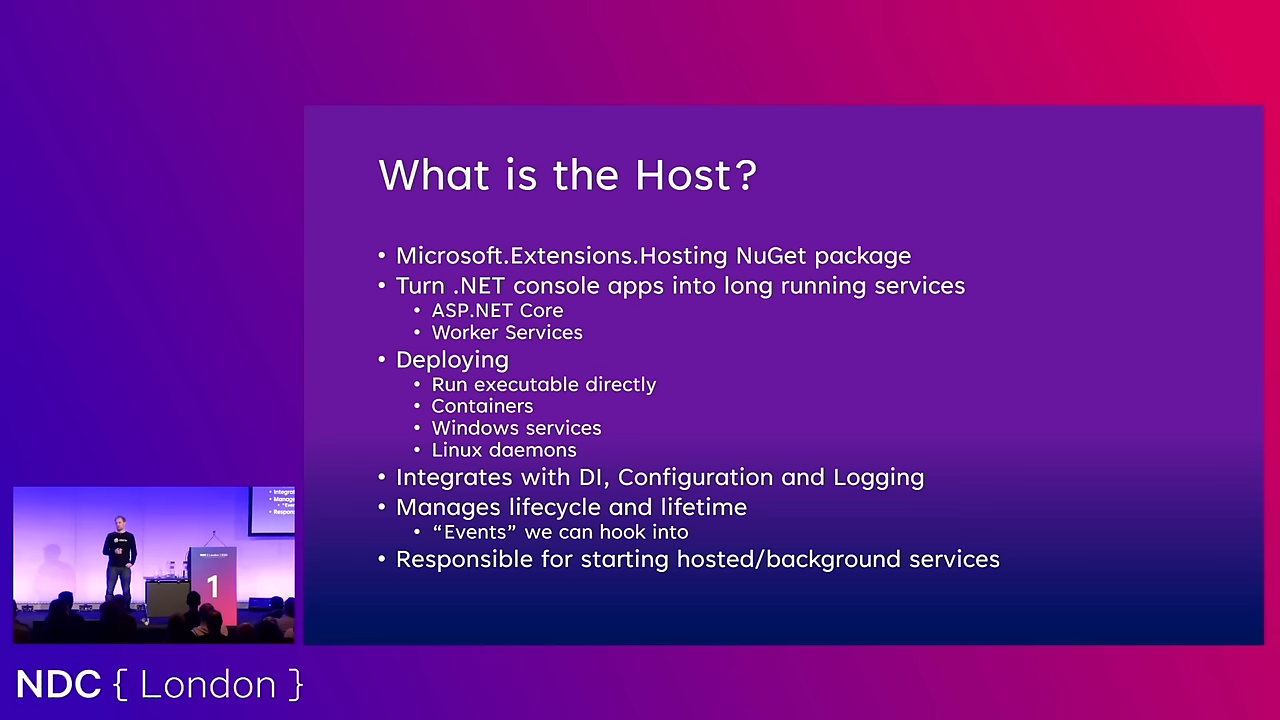 What is the Host?
• Microsoft.Extensions.Hosting NuGet package
• Turn .NET console apps into long running services
• ASP.NET Core
• Worker Services
• Deploying
• Run executable directly
• Containers
• Windows services
• Linux daemons
• Integrates with DI, Configuration and Logging
• Manages lifecycle and lifetime
• “Events” we can hook into
• Responsible for starting hosted/background services
1
NDC { London }